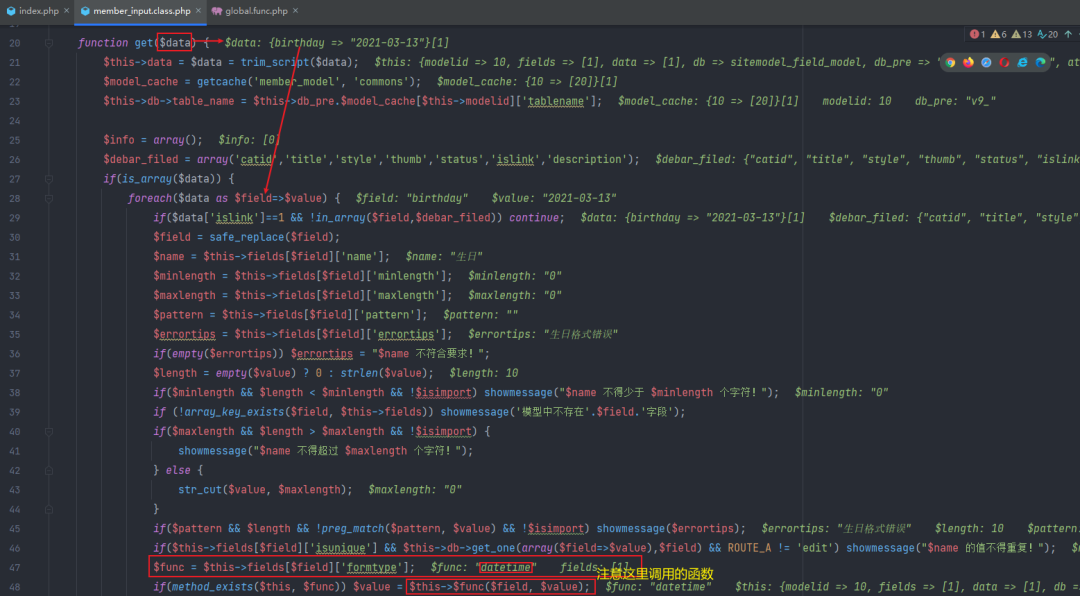 index.php × member_input.class.php × global.func.php ×
1 6 13 20
20 function get($data) { $data: {birthday => "2021-03-13"}[1]
21 $this->data = $data = trim_script($data); $this: {modelid => 10, fields => [1], data => [1], db => sitemodel_field_model, db_pre => "
22 $model_cache = getcache('member_model', 'commons'); $model_cache: {10 => [20]}[1]
23 $this->db->table_name = $this->db_pre.$model_cache[$this->modelid]['tablename']; $model_cache: {10 => [20]}[1] modelid: 10 db_pre: "v9_"
24
25 $info = array(); $info: [0]
26 $debar_filed = array('catid','title','style','thumb','status','islink','description'); $debar_filed: {"catid", "title", "style", "thumb", "status", "islink
27 if(is_array($data)) {
28 foreach($data as $field=>$value) { $field: "birthday" $value: "2021-03-13"
29 if($data['islink']==1 && !in_array($field,$debar_filed)) continue; $data: {birthday => "2021-03-13"}[1] $debar_filed: {"catid", "title", "style"
30 $field = safe_replace($field);
31 $name = $this->fields[$field]['name']; $name: "生日"
32 $minlength = $this->fields[$field]['minlength']; $minlength: "0"
33 $maxlength = $this->fields[$field]['maxlength']; $maxlength: "0"
34 $pattern = $this->fields[$field]['pattern']; $pattern: ""
35 $errortips = $this->fields[$field]['errortips']; $errortips: "生日格式错误"
36 if(empty($errortips)) $errortips = "$name 不符合要求！";
37 $length = empty($value) ? 0 : strlen($value); $length: 10
38 if($minlength && $length < $minlength && !$isimport) showmessage("$name 不得少于 $minlength 个字符！"); $minlength: "0"
39 if (!array_key_exists($field, $this->fields)) showmessage('模型中不存在'.$field.'字段');
40 if($maxlength && $length > $maxlength && !$isimport) {
41 showmessage("$name 不得超过 $maxlength 个字符！");
42 } else {
43 str_cut($value, $maxlength); $maxlength: "0"
44 }
45 if($pattern && $length && !preg_match($pattern, $value) && !$isimport) showmessage($errortips); $errortips: "生日格式错误" $length: 10 $pattern
46 if($this->fields[$field]['isunique'] && $this->db->get_one(array($field=>$value),$field) && ROUTE_A != 'edit') showmessage("$name 的值不得重复！");
47 $func = $this->fields[$field]['formtype']; $func: "datetime" fields: [1]
注意这里调用的函数
48 if(method_exists($this, $func)) $value = $this->$func($field, $value); $func: "datetime" $this: {modelid => 10, fields => [1], data => [1], db